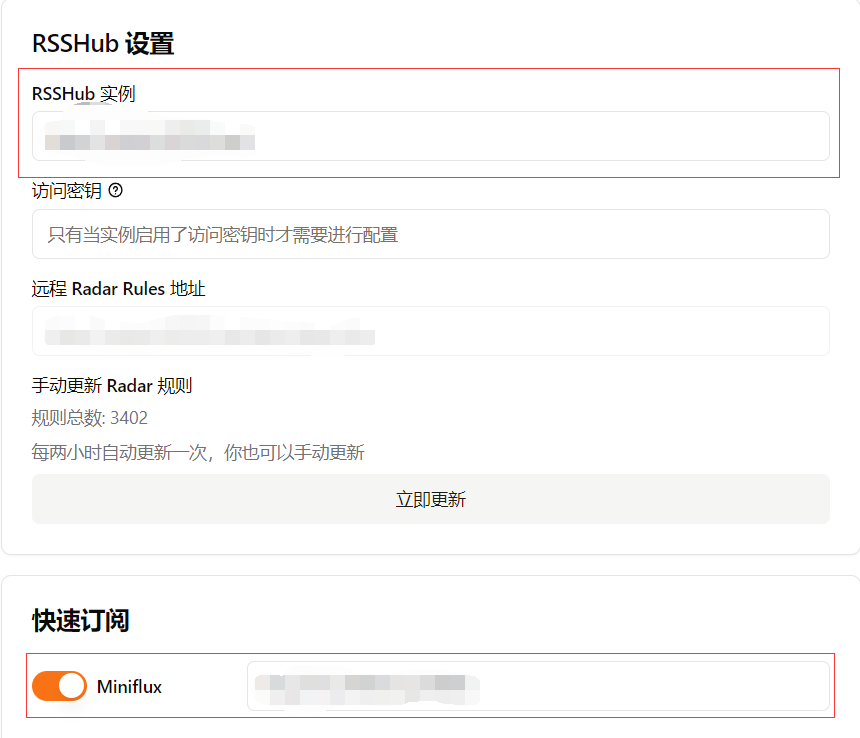 RSSHub 设置
RSSHub 实例
访问密钥
只有当实例启用了访问密钥时才需要进行配置
远程 Radar Rules 地址
手动更新 Radar 规则
规则总数: 3402
每两小时自动更新一次，你也可以手动更新
立即更新
快速订阅
Miniflux